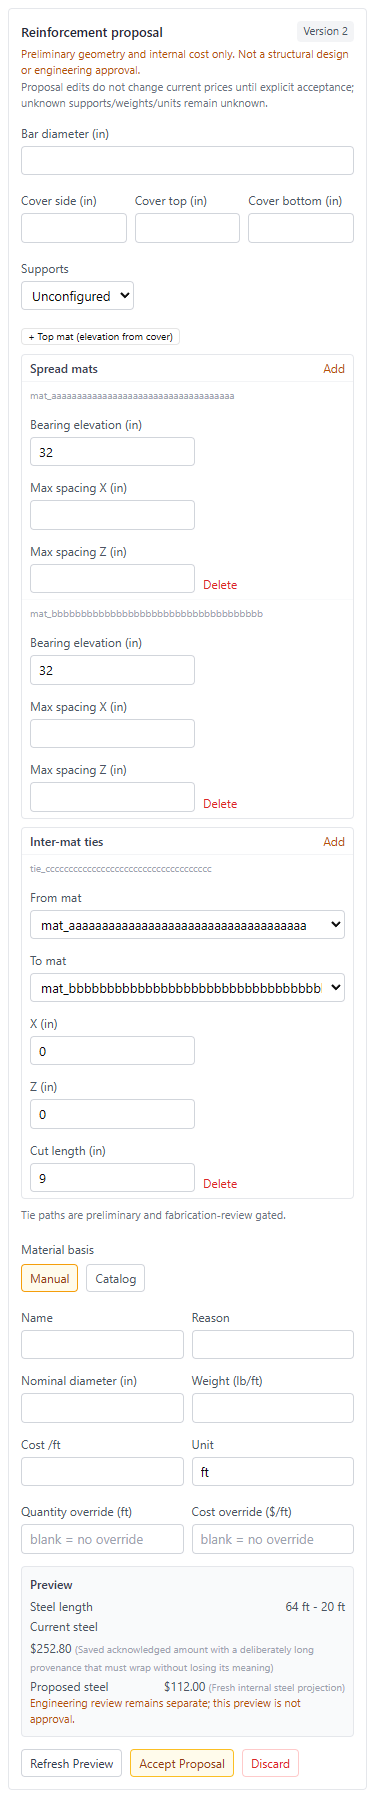 Reinforcement proposal
Version 2
Preliminary geometry and internal cost only. Not a structural design
or engineering approval.
Proposal edits do not change current prices until explicit acceptance;
unknown supports/weights/units remain unknown.
Bar diameter (in)
Cover side (in) Cover top (in) Cover bottom (in)
Supports
Unconfigured
+ Top mat (elevation from cover)
Spread mats Add
Bearing elevation (in)
32
Max spacing X (in)
Max spacing Z (in)
Delete
Bearing elevation (in)
32
Max spacing X (in)
Max spacing Z (in)
Delete
Inter-mat ties Add
From mat
To mat
X (in)
0
Z (in)
0
Cut length (in)
9
Delete
Tie paths are preliminary and fabrication-review gated.
Material basis
Manual Catalog
Name Reason
Nominal diameter (in) Weight (lb/ft)
Cost /ft Unit
ft
Quantity override (ft) Cost override ($/ft)
blank = no override blank = no override
Preview
Steel length 64 ft - 20 ft
Current steel
$252.80 (Saved acknowledged amount with a deliberately long
provenance that must wrap without losing its meaning)
Proposed steel $112.00 (Fresh internal steel projection)
Engineering review remains separate; this preview is not
approval.
Refresh Preview Accept Proposal Discard